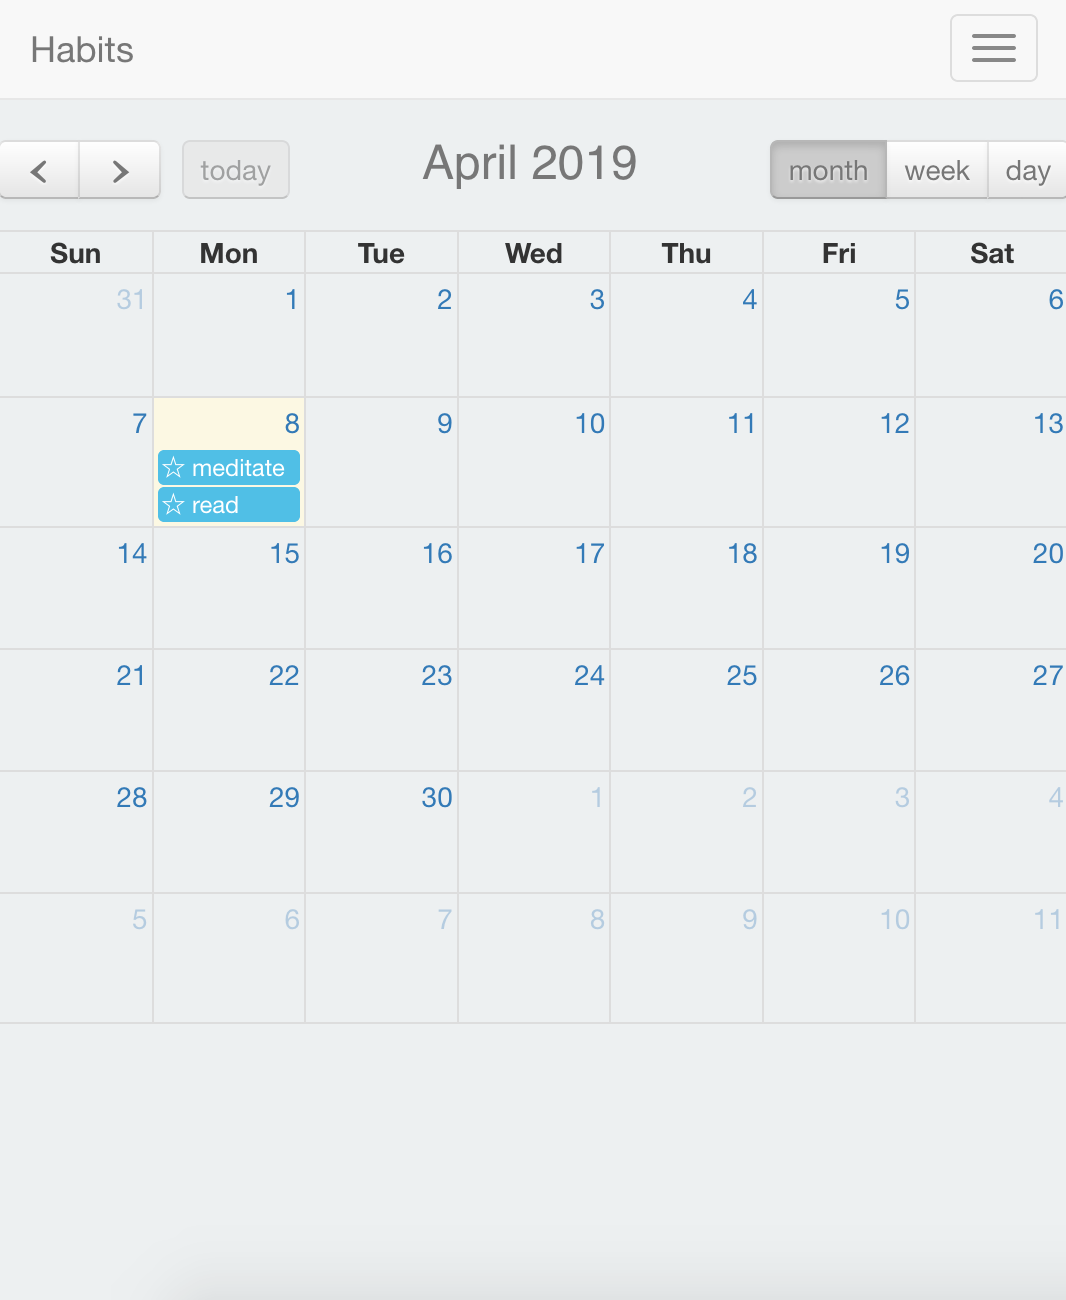 Habits
today April 2019 month week day
Sun Mon Tue Wed Thu Fri Sat
31 1 2 3 4 5 6
7 8 9 10 11 12 13
☆ meditate
☆ read
14 15 16 17 18 19 20
21 22 23 24 25 26 27
28 29 30 1 2 3 4
5 6 7 8 9 10 11